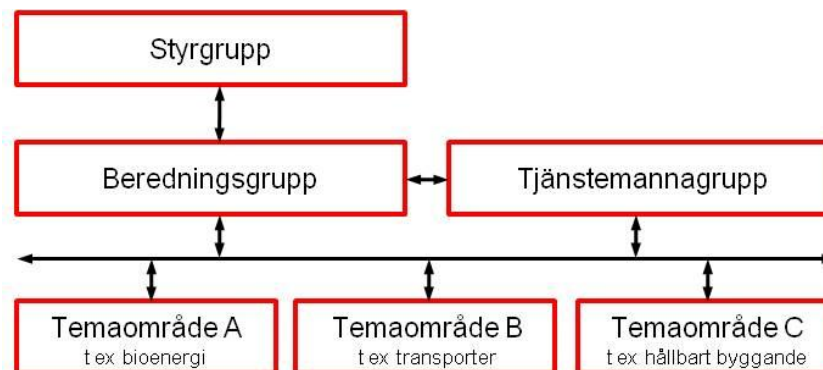 Styrgrupp
Beredningsgrupp
Tjänstemannagrupp
Temaområde A
t ex bioenergi
Temaområde B
t ex transporter
Temaområde C
t ex hållbart byggande